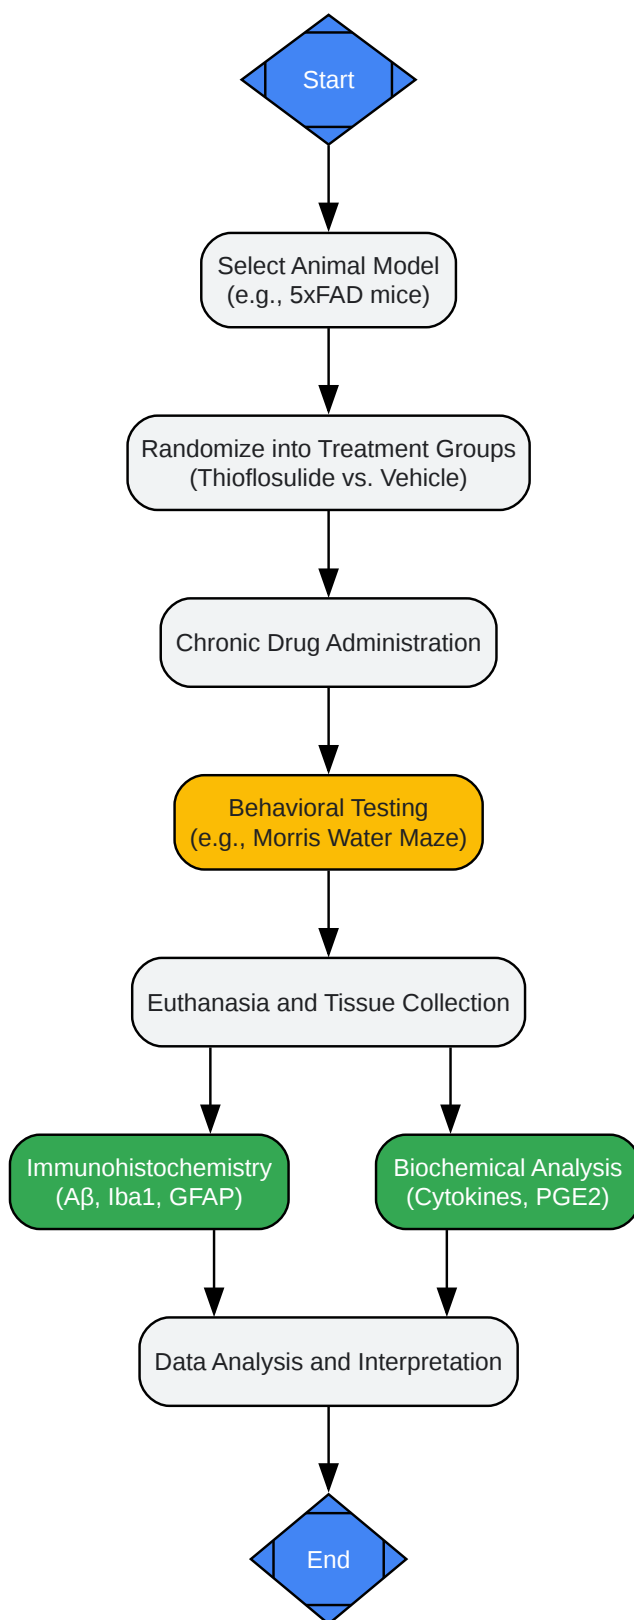 Start
Select Animal Model
(e.g., 5xFAD mice)
Randomize into Treatment Groups
(Thioflosulide vs. Vehicle)
Chronic Drug Administration
Behavioral Testing
(e.g., Morris Water Maze)
Euthanasia and Tissue Collection
Immunohistochemistry
(Aβ, Iba1, GFAP)
Biochemical Analysis
(Cytokines, PGE2)
Data Analysis and Interpretation
End